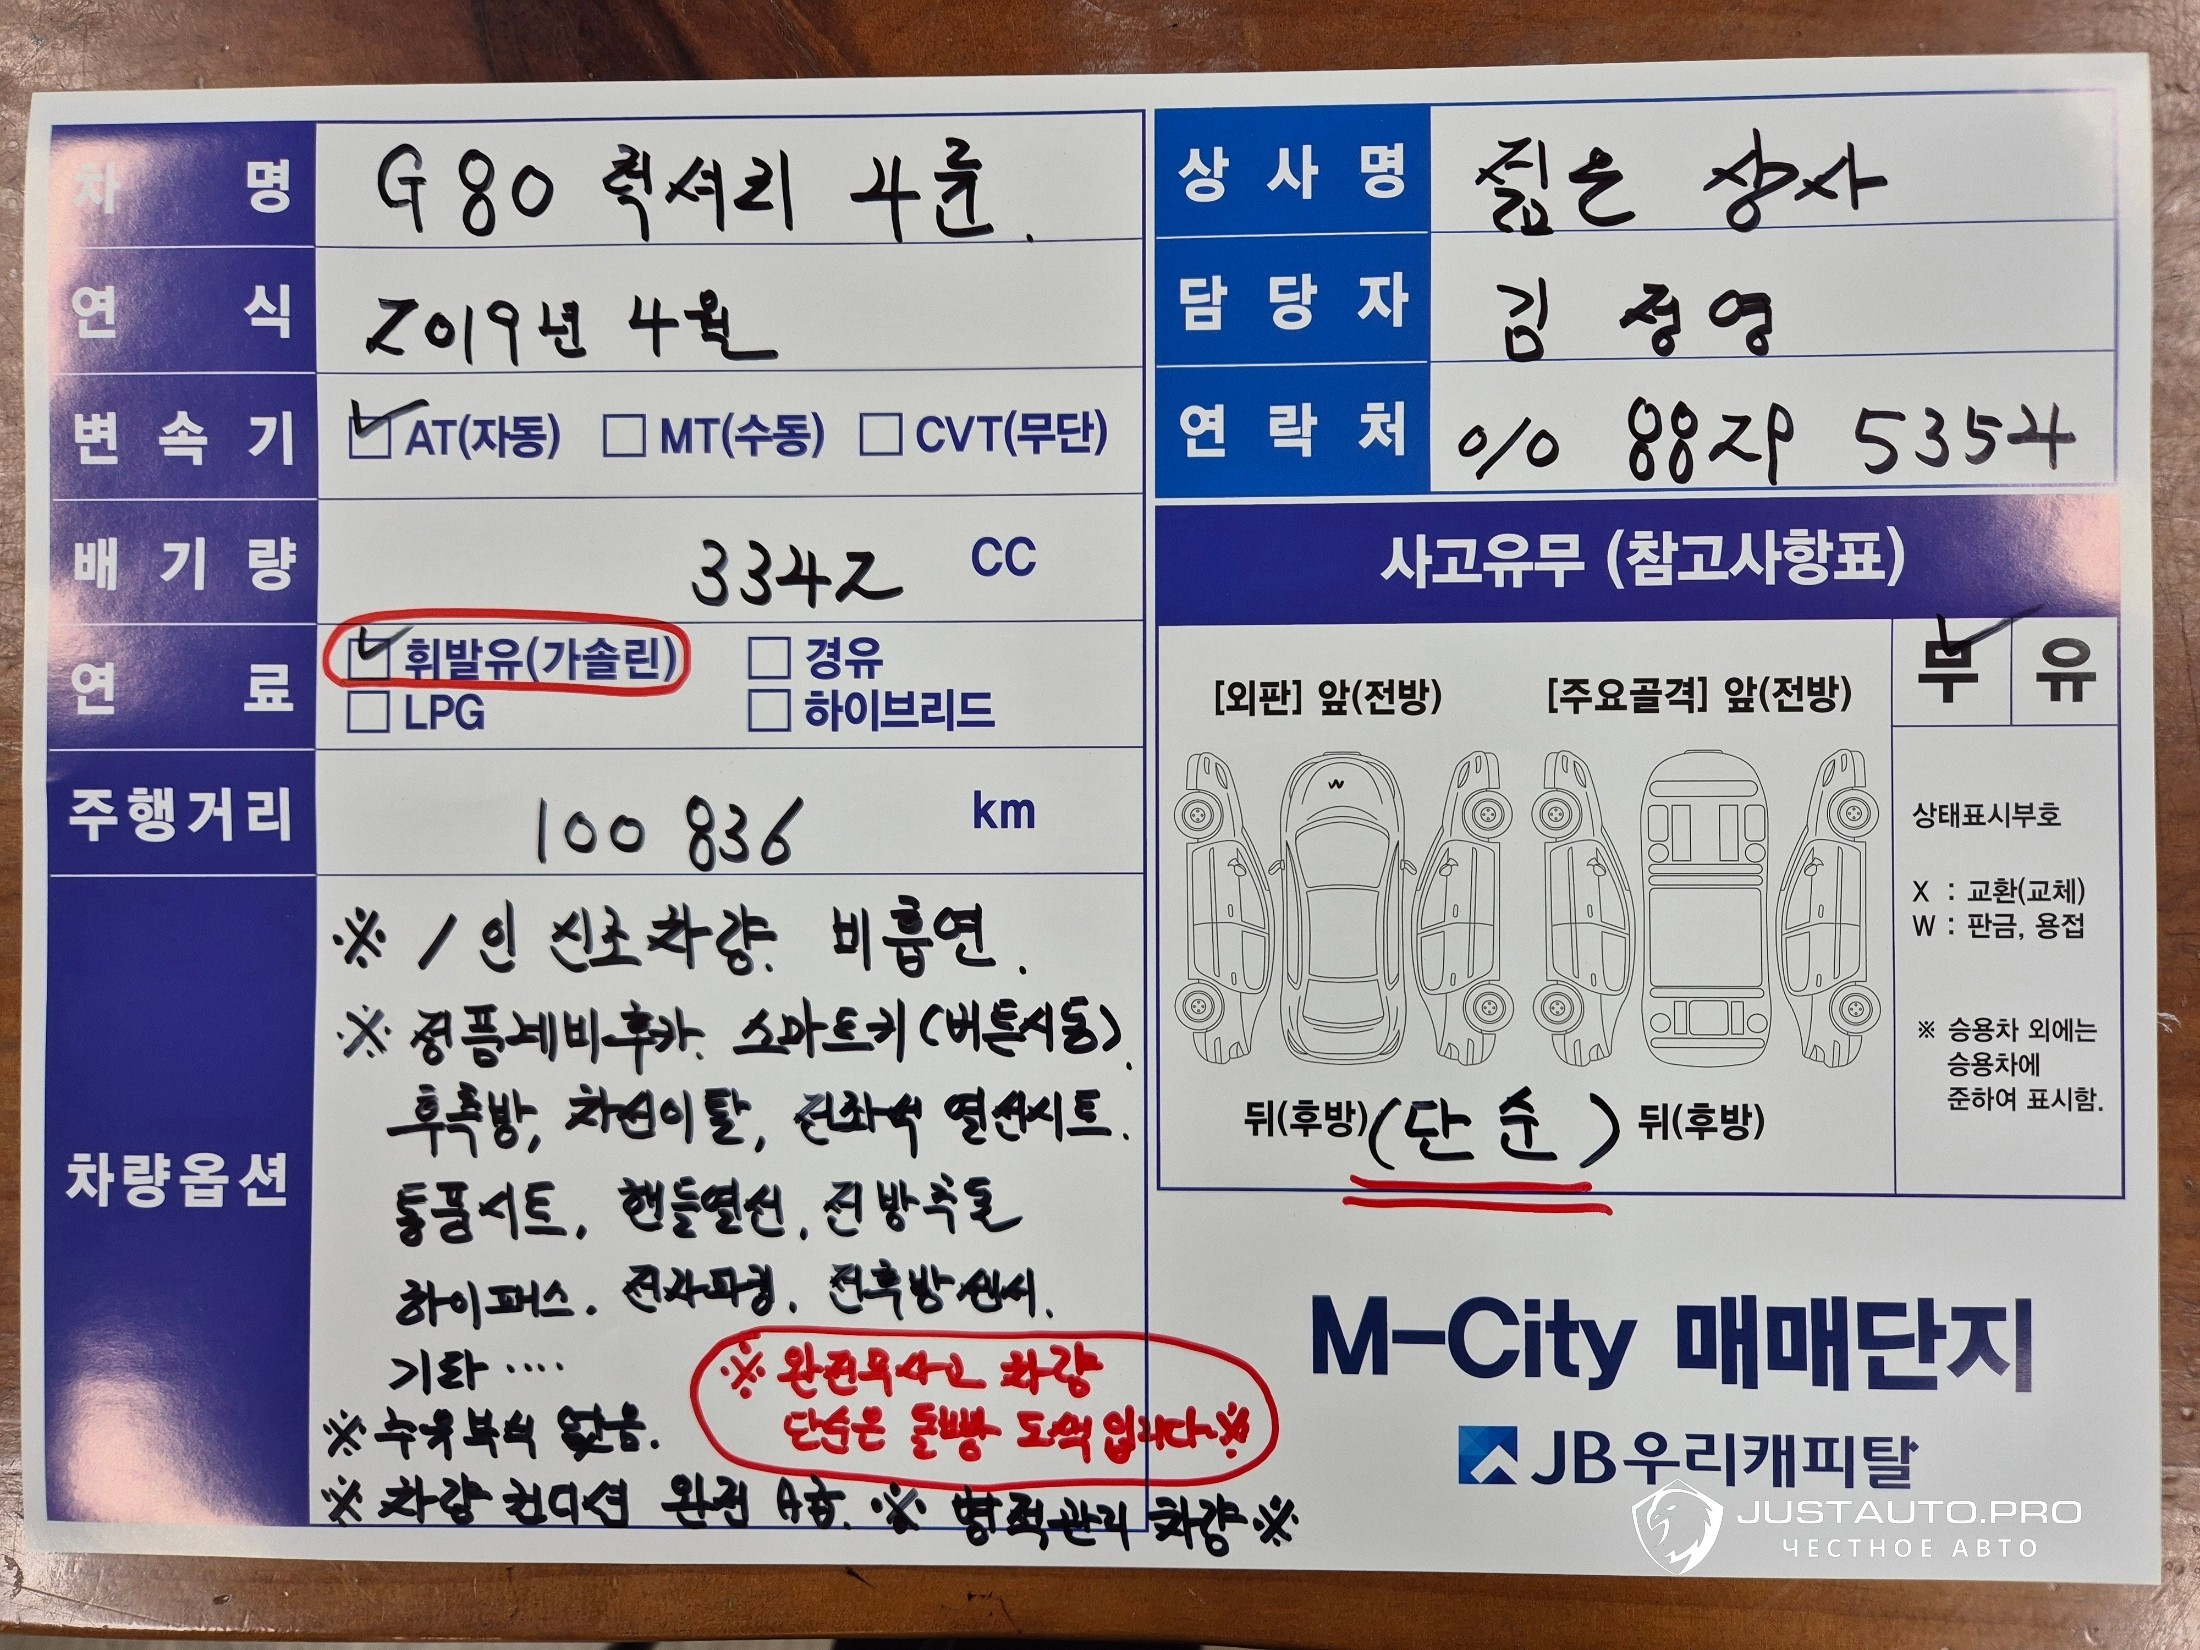 차 명 G80 럭셔리 4륜.
연 식 2019년 4월
변 속 기 AT(자동) MT(수동) CVT(무단)
배 기 량 3342 CC
연 료 휘발유(가솔린) 경유
LPG 하이브리드
주행거리 100 836 km
차량옵션
※ 1인 신조차량. 비흡연.
※ 정품네비후카. 스마트키(버튼시동).
후측방, 차선이탈, 전좌석 열선시트.
통풍시트, 핸들열선, 전방추돌
하이패스. 전자파킹. 전후방센서.
기타 ....
※ 완전무사고 차량
단순은 돌빵 도색입니다※
※ 누유부식 없음.
※ 차량 컨디션 완전 A급. ※ 병적관리 차량※
상 사 명 젊은 상사
담 당 자 김 정영
연 락 처 010 8829 5354
사고유무 (참고사항표)
[외판] 앞(전방) [주요골격] 앞(전방) 무 유
W
상태표시부호
X : 교환(교체)
W : 판금, 용접
※ 승용차 외에는
승용차에
준하여 표시함.
뒤(후방) (단순) 뒤(후방)
M-City 매매단지
JB우리캐피탈
JUSTAUTO.PRO
ЧЕСТНОЕ АВТО